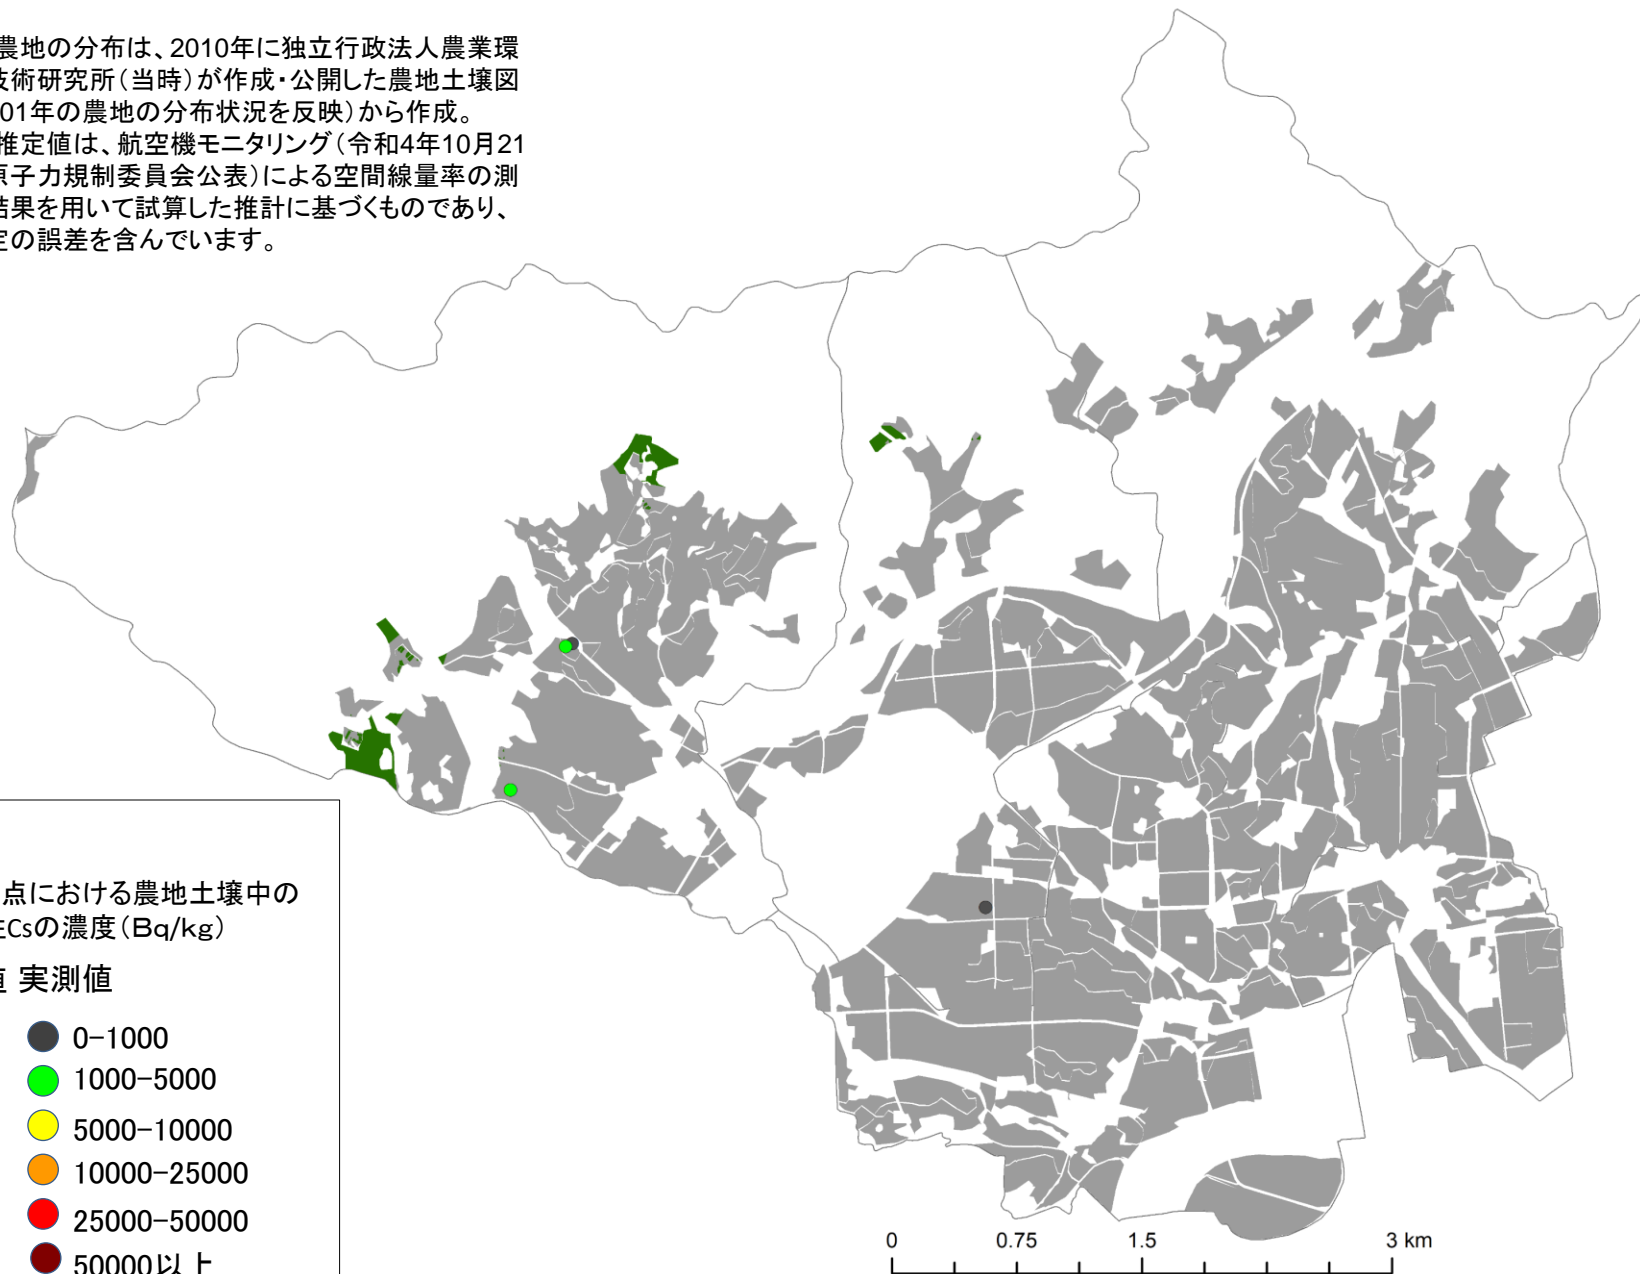 農地の分布は、2010年に独立行政法人農業環
技術研究所（当時）が作成・公開した農地土壌図
01年の農地の分布状況を反映）から作成。
推定値は、航空機モニタリング（令和4年10月21
原子力規制委員会公表）による空間線量率の測
結果を用いて試算した推計に基づくものであり、
定の誤差を含んでいます。
点における農地土壌中の
Csの濃度（Bq/kg）
実測値
0-1000
1000-5000
5000-10000
10000-25000
25000-50000
50000以上
0 0.75 1.5 3 km